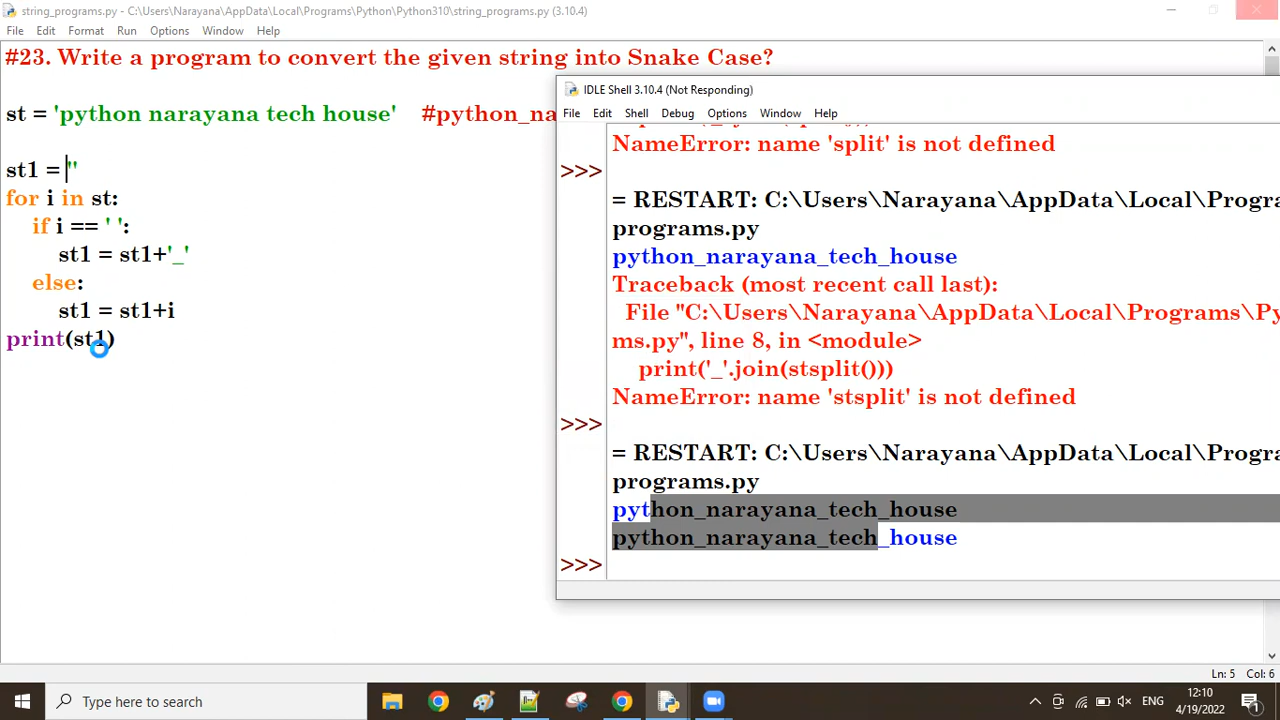 string_programs.py - C:\Users\Narayana\AppData\Local\Programs\Python\Python310\string_programs.py (3.10.4)
File Edit Format Run Options Window Help
#23. Write a program to convert the given string into Snake Case?
st = 'python narayana tech house' #python_na
st1 = ''
for i in st:
if i == ' ':
st1 = st1+'_'
else:
st1 = st1+i
print(st1)
IDLE Shell 3.10.4 (Not Responding)
File Edit Shell Debug Options Window Help
NameError: name 'split' is not defined
>>>
= RESTART: C:\Users\Narayana\AppData\Local\Progra
programs.py
python_narayana_tech_house
Traceback (most recent call last):
File "C:\Users\Narayana\AppData\Local\Programs\Py
ms.py", line 8, in <module>
print('_'.join(stsplit()))
NameError: name 'stsplit' is not defined
>>>
= RESTART: C:\Users\Narayana\AppData\Local\Progra
programs.py
python_narayana_tech_house
python_narayana_tech_house
>>>
Ln: 5 Col: 6
Type here to search
ENG
12:10
4/19/2022
1